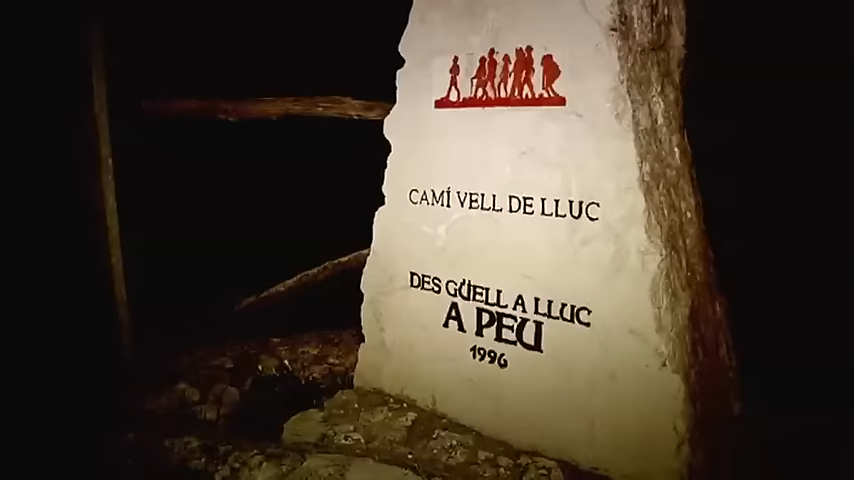 CAMÍ VELL DE LLUC
DES GÜELL A LLUC
A PEU
1996